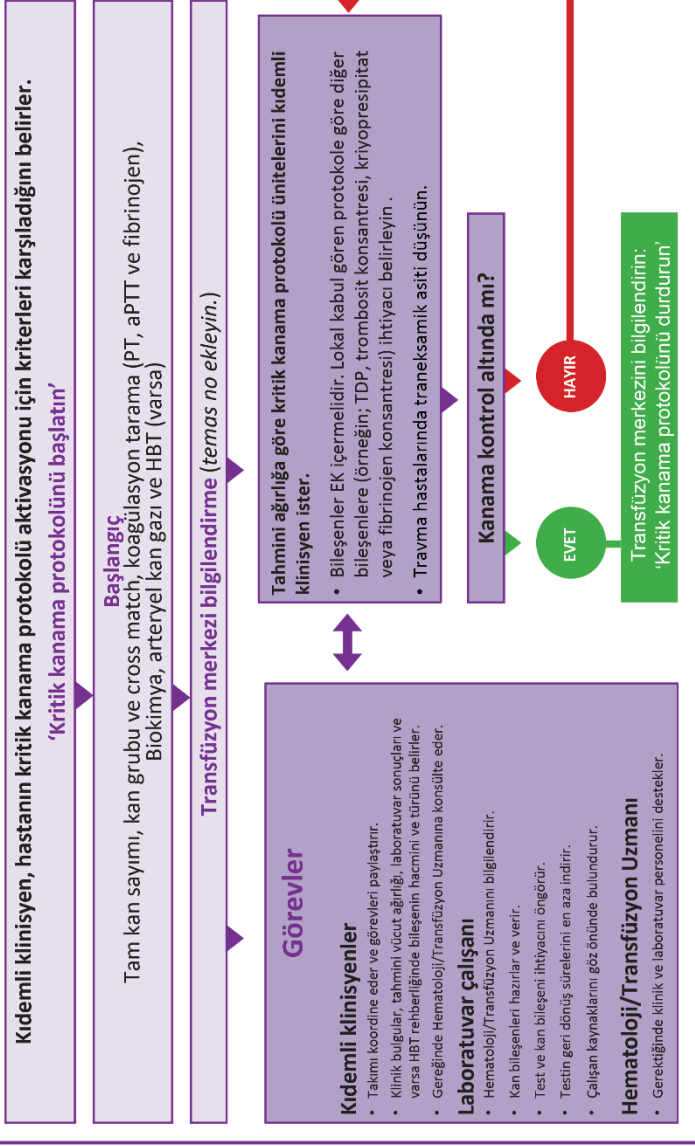 Kıdemli klinisyen, hastanın kritik kanama protokolü aktivasyonu için kriterleri karşıladığını belirler.
‘Kritik kanama protokolünü başlatın’
Başlangıç
Tam kan sayımı, kan grubu ve cross match, koagülasyon tarama (PT, aPTT ve fibrinojen),
Biokimya, arteryel kan gazı ve HBT (varsa)
Transfüzyon merkezi bilgilendirme (temas no ekleyin.)
Görevler
Kıdemli klinisyenler
• Takımı koordine eder ve görevleri paylaştırır.
• Klinik bulgular, tahmini vücut ağırlığı, laboratuvar sonuçları ve
varsa HBT rehberliğinde bileşenin hacmini ve türünü belirler.
• Gereğinde Hematoloji/Transfüzyon Uzmanına konsülte eder.
Laboratuvar çalışanı
• Hematoloji/Transfüzyon Uzmanını bilgilendirir.
• Kan bileşenleri hazırlar ve verir.
• Test ve kan bileşeni ihtiyacını öngörür.
• Testin geri dönüş sürelerini en aza indirir.
• Çalışan kaynaklarını göz önünde bulundurur.
Hematoloji/Transfüzyon Uzmanı
• Gerektiğinde klinik ve laboratuvar personelini destekler.
Tahmini ağırlığa göre kritik kanama protokolü ünitelerini kıdemli
klinisyen ister.
• Bileşenler EK içermelidir. Lokal kabul gören protokole göre diğer
bileşenlere (örneğin; TDP, trombosit konsantresi, kriyopresipitat
veya fibrinojen konsantresi) ihtiyacı belirleyin .
• Travma hastalarında traneksamik asiti düşünün.
Kanama kontrol altında mı?
EVET
HAYIR
Transfüzyon merkezini bilgilendirin:
‘Kritik kanama protokolünü durdurun’